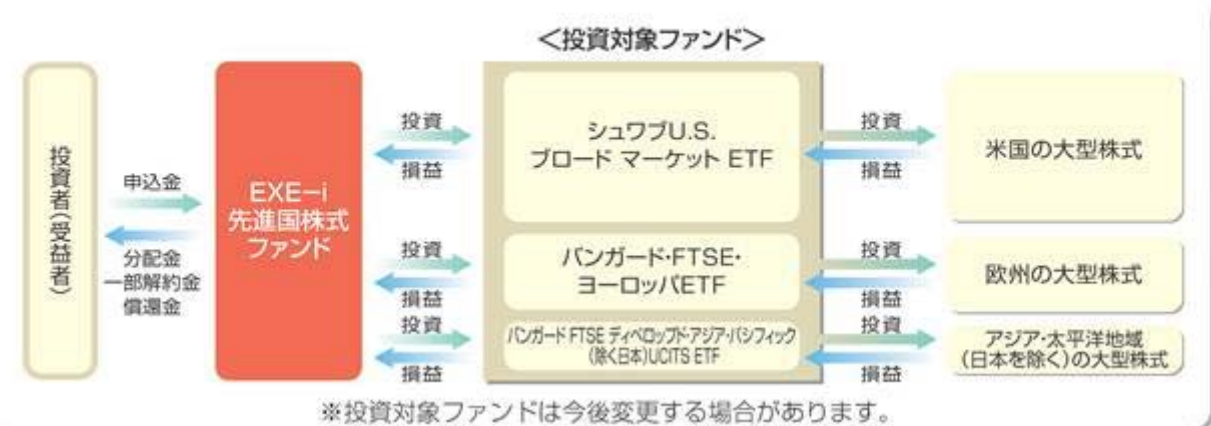 ＜投資対象ファンド＞
投資者（受益者）
申込金
分配金
一部解約金
償還金
EXE－i
先進国株式
ファンド
投資
損益
シュワブU.S.
ブロード マーケット ETF
投資
損益
米国の大型株式
投資
損益
バンガード・FTSE・
ヨーロッパETF
投資
損益
欧州の大型株式
投資
損益
バンガード FTSE ディベロップド・アジア・パシフィック
（除く日本）UCITS ETF
投資
損益
アジア・太平洋地域
（日本を除く）の大型株式
※投資対象ファンドは今後変更する場合があります。